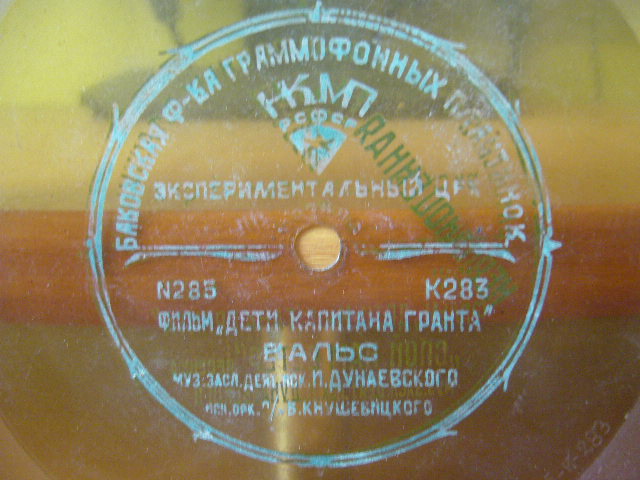 БАКОВСКАЯ Ф-КА ГРАММОФОННЫХ ПЛАСТИНОК
НКМП
РСФСР
ЭКСПЕРИМЕНТАЛЬНЫЙ ЦЕХ
N285 К283
ФИЛЬМ „ДЕТИ КАПИТАНА ГРАНТА"
ВАЛЬС
МУЗ. ЗАСЛ. ДЕЯТ. ИСК. И. ДУНАЕВСКОГО
ИСП. ОРК. П/У В. КНУШЕВИЦКОГО
К-283